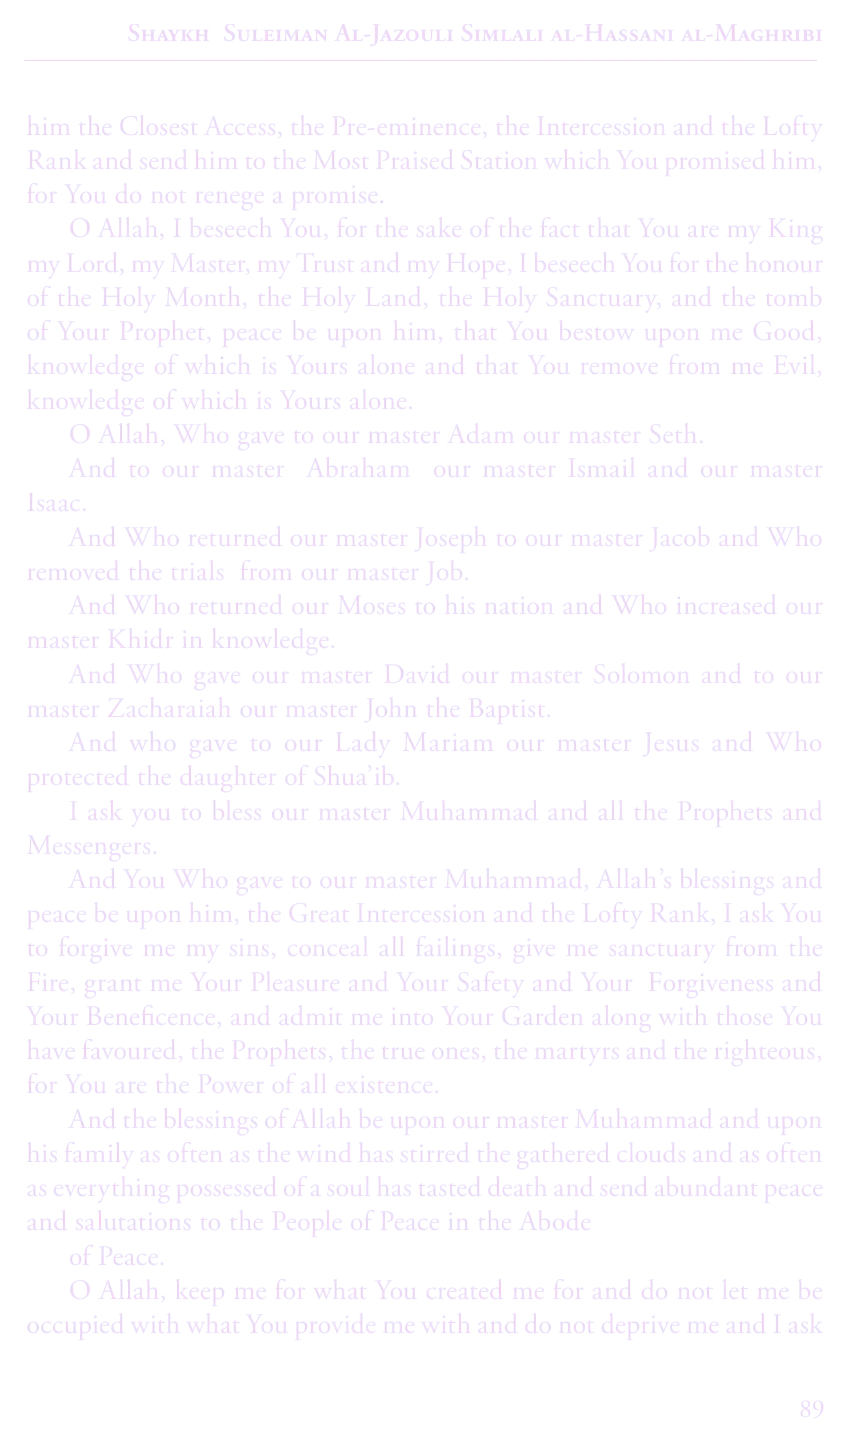 Shaykh Suleiman Al-Jazouli Simlali al-Hassani al-Maghribi
him the Closest Access, the Pre-eminence, the Intercession and the Lofty
Rank and send him to the Most Praised Station which You promised him,
for You do not renege a promise.
O Allah, I beseech You, for the sake of the fact that You are my King
my Lord, my Master, my Trust and my Hope, I beseech You for the honour
of the Holy Month, the Holy Land, the Holy Sanctuary, and the tomb
of Your Prophet, peace be upon him, that You bestow upon me Good,
knowledge of which is Yours alone and that You remove from me Evil,
knowledge of which is Yours alone.
O Allah, Who gave to our master Adam our master Seth.
And to our master Abraham our master Ismail and our master
Isaac.
And Who returned our master Joseph to our master Jacob and Who
removed the trials from our master Job.
And Who returned our Moses to his nation and Who increased our
master Khidr in knowledge.
And Who gave our master David our master Solomon and to our
master Zacharaiah our master John the Baptist.
And who gave to our Lady Mariam our master Jesus and Who
protected the daughter of Shua’ib.
I ask you to bless our master Muhammad and all the Prophets and
Messengers.
And You Who gave to our master Muhammad, Allah’s blessings and
peace be upon him, the Great Intercession and the Lofty Rank, I ask You
to forgive me my sins, conceal all failings, give me sanctuary from the
Fire, grant me Your Pleasure and Your Safety and Your Forgiveness and
Your Beneficence, and admit me into Your Garden along with those You
have favoured, the Prophets, the true ones, the martyrs and the righteous,
for You are the Power of all existence.
And the blessings of Allah be upon our master Muhammad and upon
his family as often as the wind has stirred the gathered clouds and as often
as everything possessed of a soul has tasted death and send abundant peace
and salutations to the People of Peace in the Abode
of Peace.
O Allah, keep me for what You created me for and do not let me be
occupied with what You provide me with and do not deprive me and I ask
89